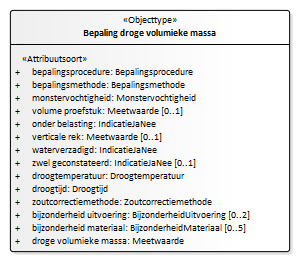 «Objecttype»
Bepaling droge volumieke massa
«Attribuutsoort»
+ bepalingsprocedure: Bepalingsprocedure
+ bepalingsmethode: Bepalingsmethode
+ monstervochtigheid: Monstervochtigheid
+ volume proefstuk: Meetwaarde [0..1]
+ onder belasting: IndicatieJaNee
+ verticale rek: Meetwaarde [0..1]
+ waterverzadigd: IndicatieJaNee
+ zwel geconstateerd: IndicatieJaNee [0..1]
+ droogtemperatuur: Droogtemperatuur
+ droogtijd: Droogtijd
+ zoutcorrectiemethode: Zoutcorrectiemethode
+ bijzonderheid uitvoering: BijzonderheidUitvoering [0..2]
+ bijzonderheid materiaal: BijzonderheidMateriaal [0..5]
+ droge volumieke massa: Meetwaarde